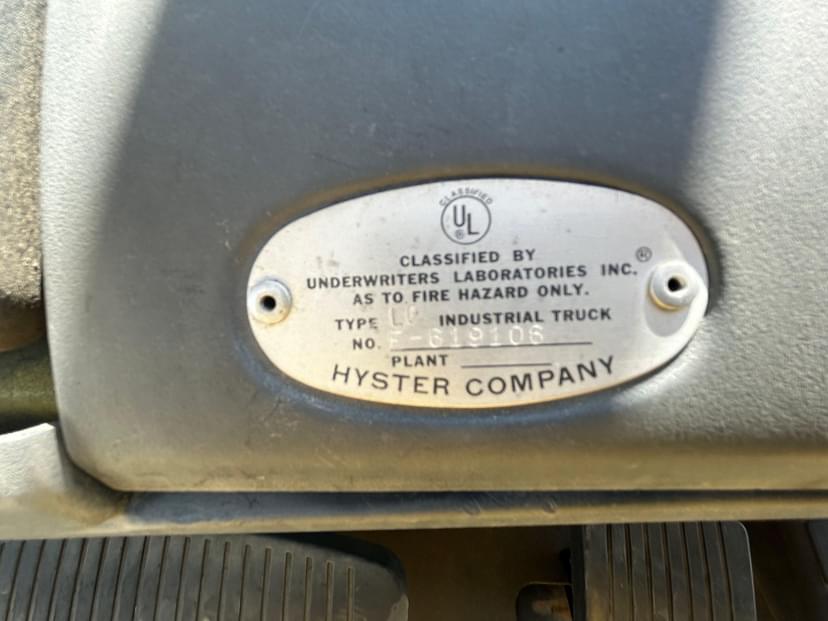 CLASSIFIED
UL
®
CLASSIFIED BY
UNDERWRITERS LABORATORIES INC.®
AS TO FIRE HAZARD ONLY.
TYPE INDUSTRIAL TRUCK
NO. F-619106
PLANT
HYSTER COMPANY